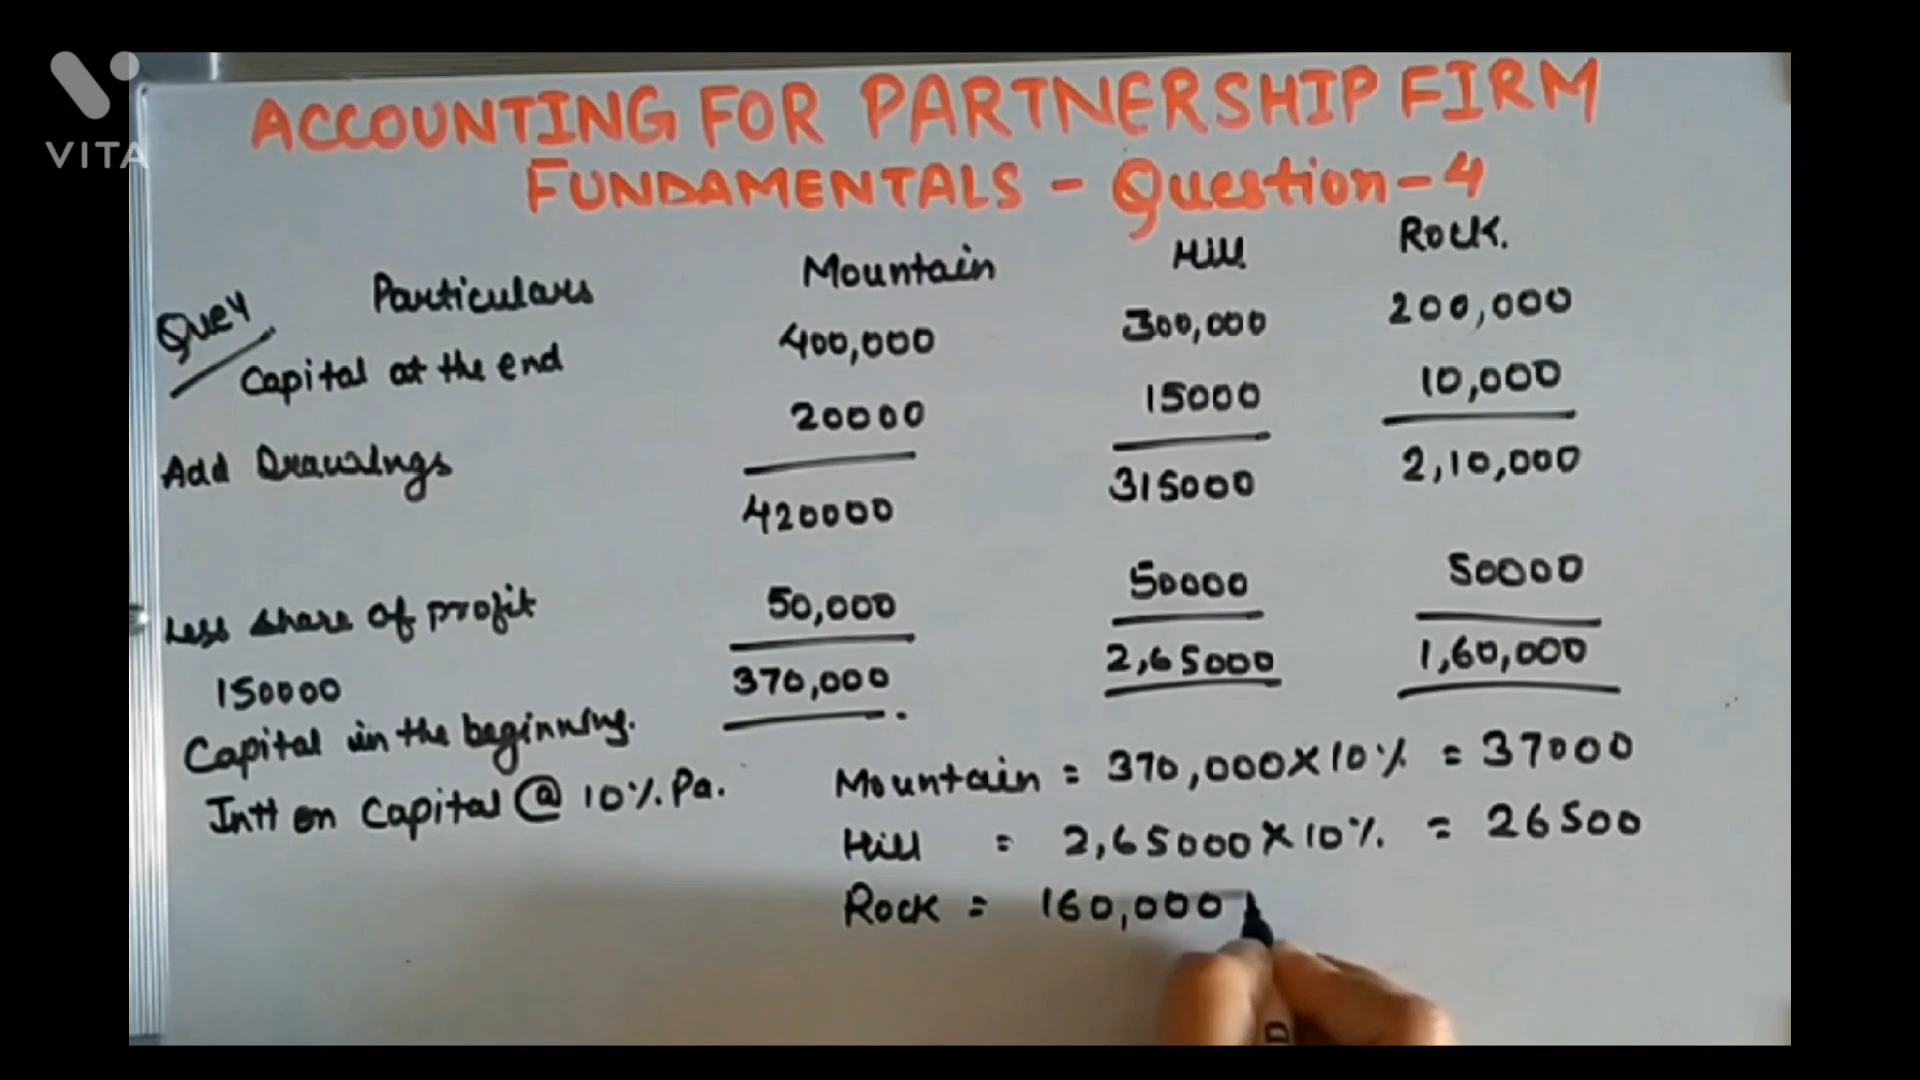 VITA
ACCOUNTING FOR PARTNERSHIP FIRM
FUNDAMENTALS - Question-4
Que4 Particulars Mountain Hill Rock.
Capital at the end 400,000 300,000 200,000
Add Drawings 20000 15000 10,000
420000 315000 2,10,000
Less share of profit 50,000 50000 50000
150000
Capital in the beginning. 370,000 2,65000 1,60,000
Intt on Capital @ 10% Pa. Mountain = 370,000 x 10% = 37000
Hill = 2,65000 x 10% = 26500
Rock = 160,000
D